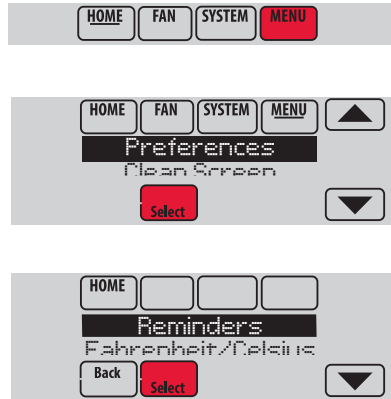 HOME FAN SYSTEM MENU
HOME FAN SYSTEM MENU
Preferences
Clean Screen
Select
HOME
Reminders
Fahrenheit/Celsius
Back Select